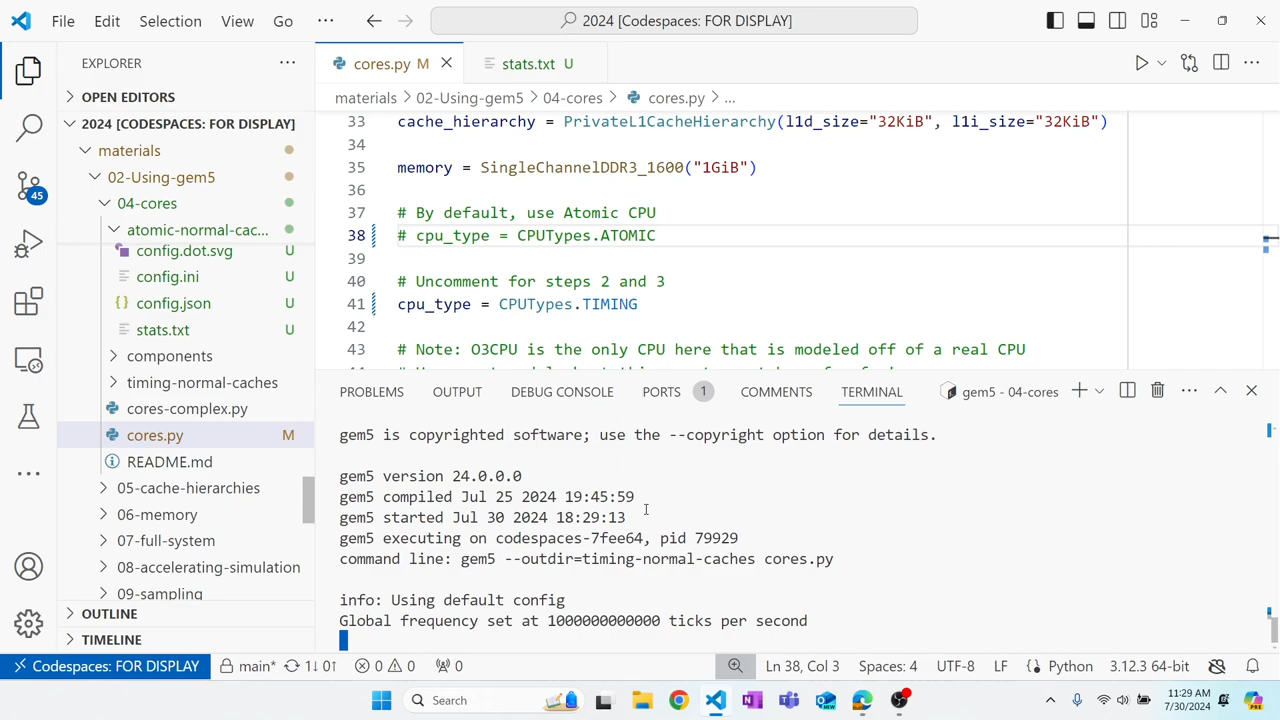 File Edit Selection View Go ··· 2024 [Codespaces: FOR DISPLAY]
EXPLORER
OPEN EDITORS
2024 [CODESPACES: FOR DISPLAY]
materials
02-Using-gem5
04-cores
atomic-normal-cac...
config.dot.svg U
config.ini U
config.json U
stats.txt U
components
timing-normal-caches
cores-complex.py
cores.py M
README.md
05-cache-hierarchies
06-memory
07-full-system
08-accelerating-simulation
09-sampling
OUTLINE
TIMELINE
45
cores.py M
stats.txt U
materials > 02-Using-gem5 > 04-cores > cores.py > ...
33 cache_hierarchy = PrivateL1CacheHierarchy(l1d_size="32KiB", l1i_size="32KiB")
34
35 memory = SingleChannelDDR3_1600("1GiB")
36
37 # By default, use Atomic CPU
38 # cpu_type = CPUTypes.ATOMIC
39
40 # Uncomment for steps 2 and 3
41 cpu_type = CPUTypes.TIMING
42
43 # Note: O3CPU is the only CPU here that is modeled off of a real CPU
PROBLEMS OUTPUT DEBUG CONSOLE PORTS 1 COMMENTS TERMINAL gem5 - 04-cores
gem5 is copyrighted software; use the --copyright option for details.
gem5 version 24.0.0.0
gem5 compiled Jul 25 2024 19:45:59
gem5 started Jul 30 2024 18:29:13
gem5 executing on codespaces-7fee64, pid 79929
command line: gem5 --outdir=timing-normal-caches cores.py
info: Using default config
Global frequency set at 1000000000000 ticks per second
Codespaces: FOR DISPLAY main* 1↓ 0↑ 0 0 0 Ln 38, Col 3 Spaces: 4 UTF-8 LF Python 3.12.3 64-bit
Search
11:29 AM
7/30/2024